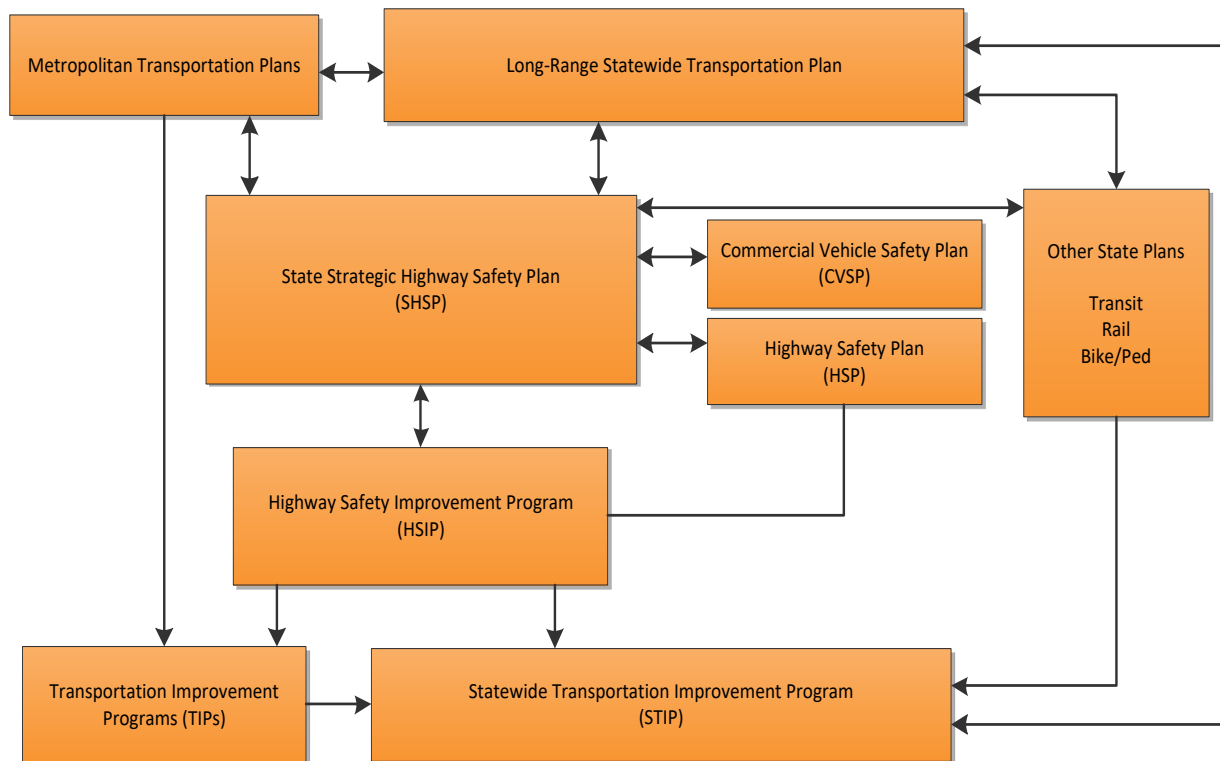 Metropolitan Transportation Plans
Long-Range Statewide Transportation Plan
State Strategic Highway Safety Plan
(SHSP)
Commercial Vehicle Safety Plan
(CVSP)
Highway Safety Plan
(HSP)
Other State Plans
Transit
Rail
Bike/Ped
Highway Safety Improvement Program
(HSIP)
Transportation Improvement
Programs (TIPs)
Statewide Transportation Improvement Program
(STIP)